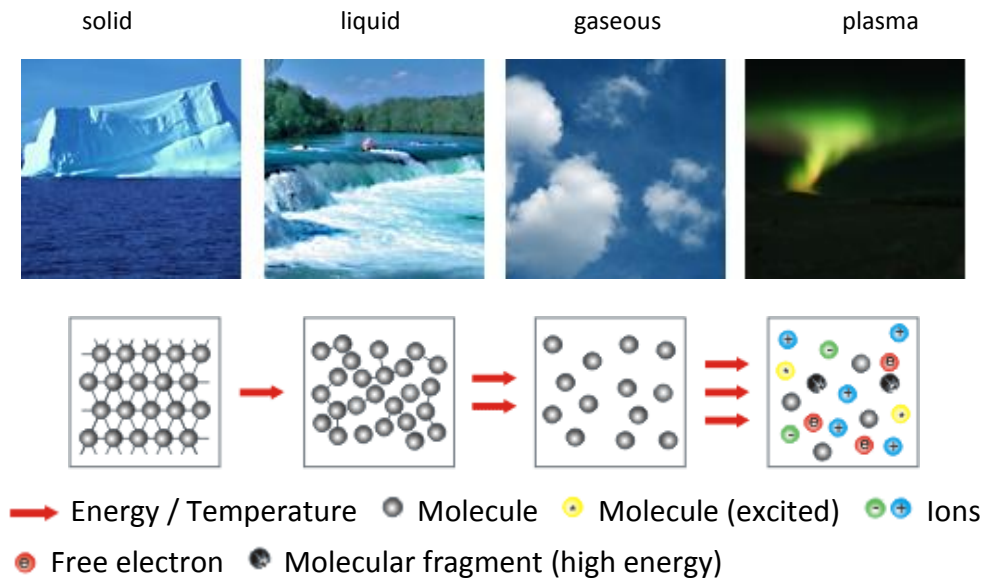 solid liquid gaseous plasma
Energy / Temperature Molecule Molecule (excited) Ions
Free electron Molecular fragment (high energy)